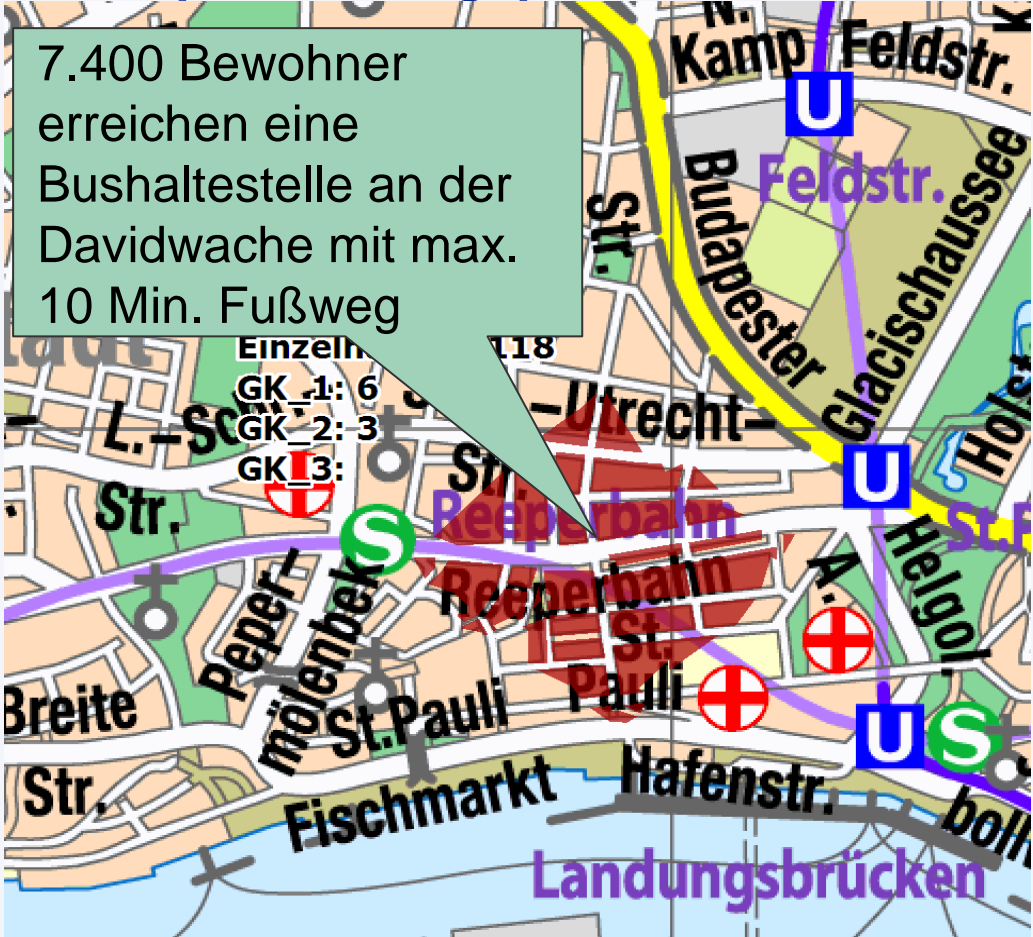 7.400 Bewohner
erreichen eine
Bushaltestelle an der
Davidwache mit max.
10 Min. Fußweg
N.
Kamp
Feldstr.
U
Feldstr.
Str.
Budapester
Glacischaussee
Holst
118
GK_1: 6
GK_2: 3
GK_3:
-Utrecht-
Str.
Str.
S
Reeperbahn
U
Reeperbahn
Helgol.
A.
Peper-
mölenbek
St.
Pauli
Breite
Str.
St.Pauli
Fischmarkt
Hafenstr.
U
S
Landungsbrücken